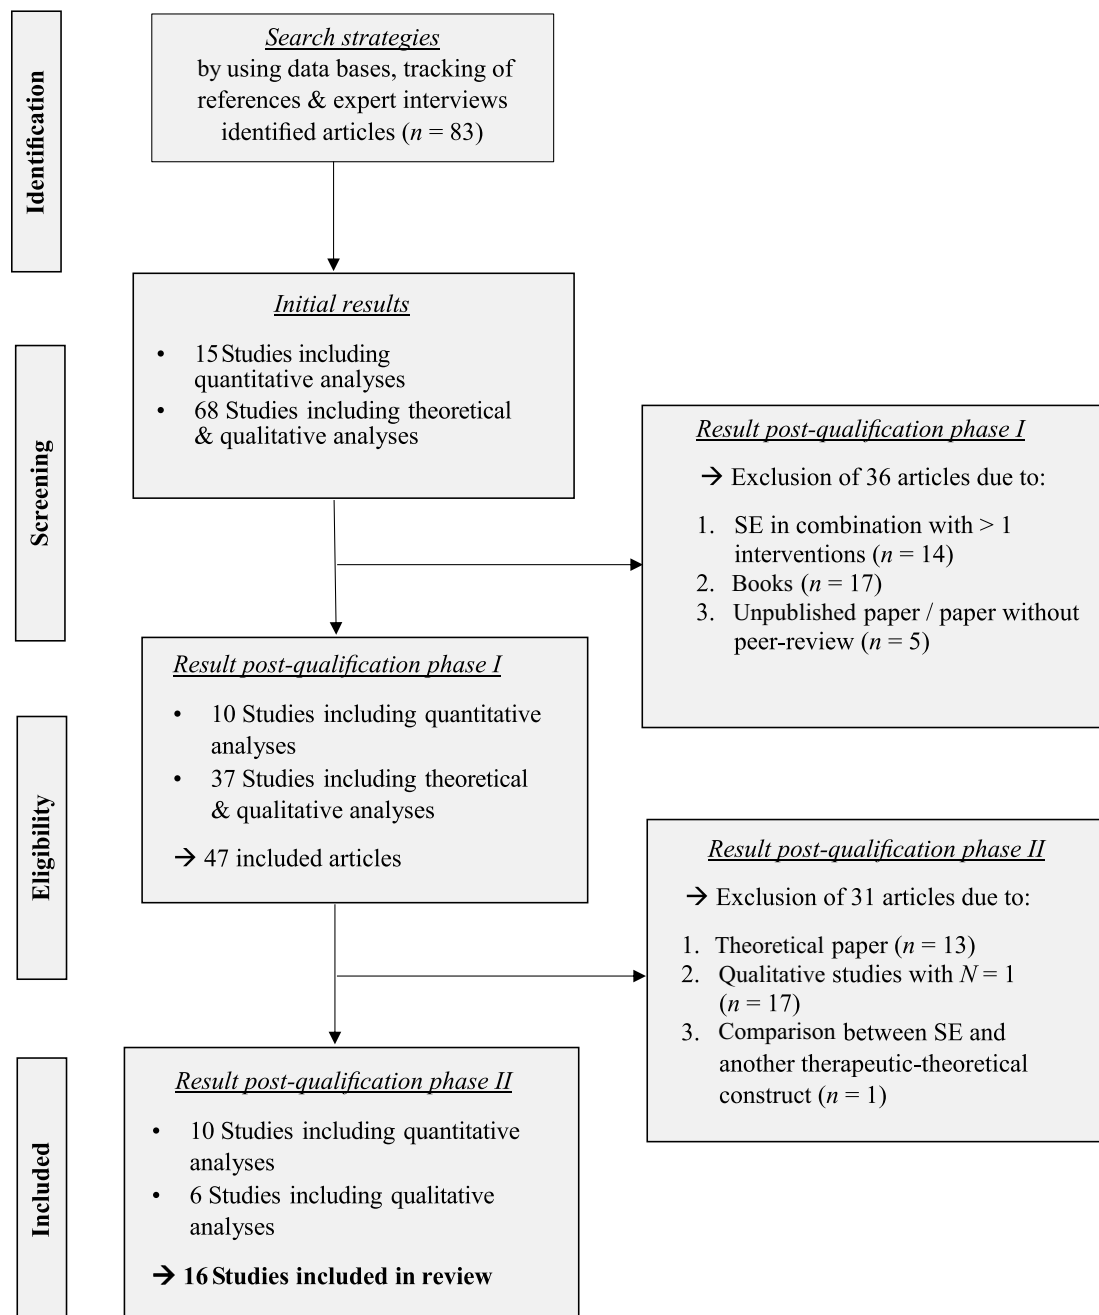 Identification
Search strategies
by using data bases, tracking of
references & expert interviews
identified articles (n = 83)
Screening
Initial results
• 15 Studies including
quantitative analyses
• 68 Studies including theoretical
& qualitative analyses
Result post-qualification phase I
→ Exclusion of 36 articles due to:
1. SE in combination with > 1
interventions (n = 14)
2. Books (n = 17)
3. Unpublished paper / paper without
peer-review (n = 5)
Eligibility
Result post-qualification phase I
• 10 Studies including quantitative
analyses
• 37 Studies including theoretical
& qualitative analyses
→ 47 included articles
Result post-qualification phase II
→ Exclusion of 31 articles due to:
1. Theoretical paper (n = 13)
2. Qualitative studies with N = 1
(n = 17)
3. Comparison between SE and
another therapeutic-theoretical
construct (n = 1)
Included
Result post-qualification phase II
• 10 Studies including quantitative
analyses
• 6 Studies including qualitative
analyses
→ 16 Studies included in review